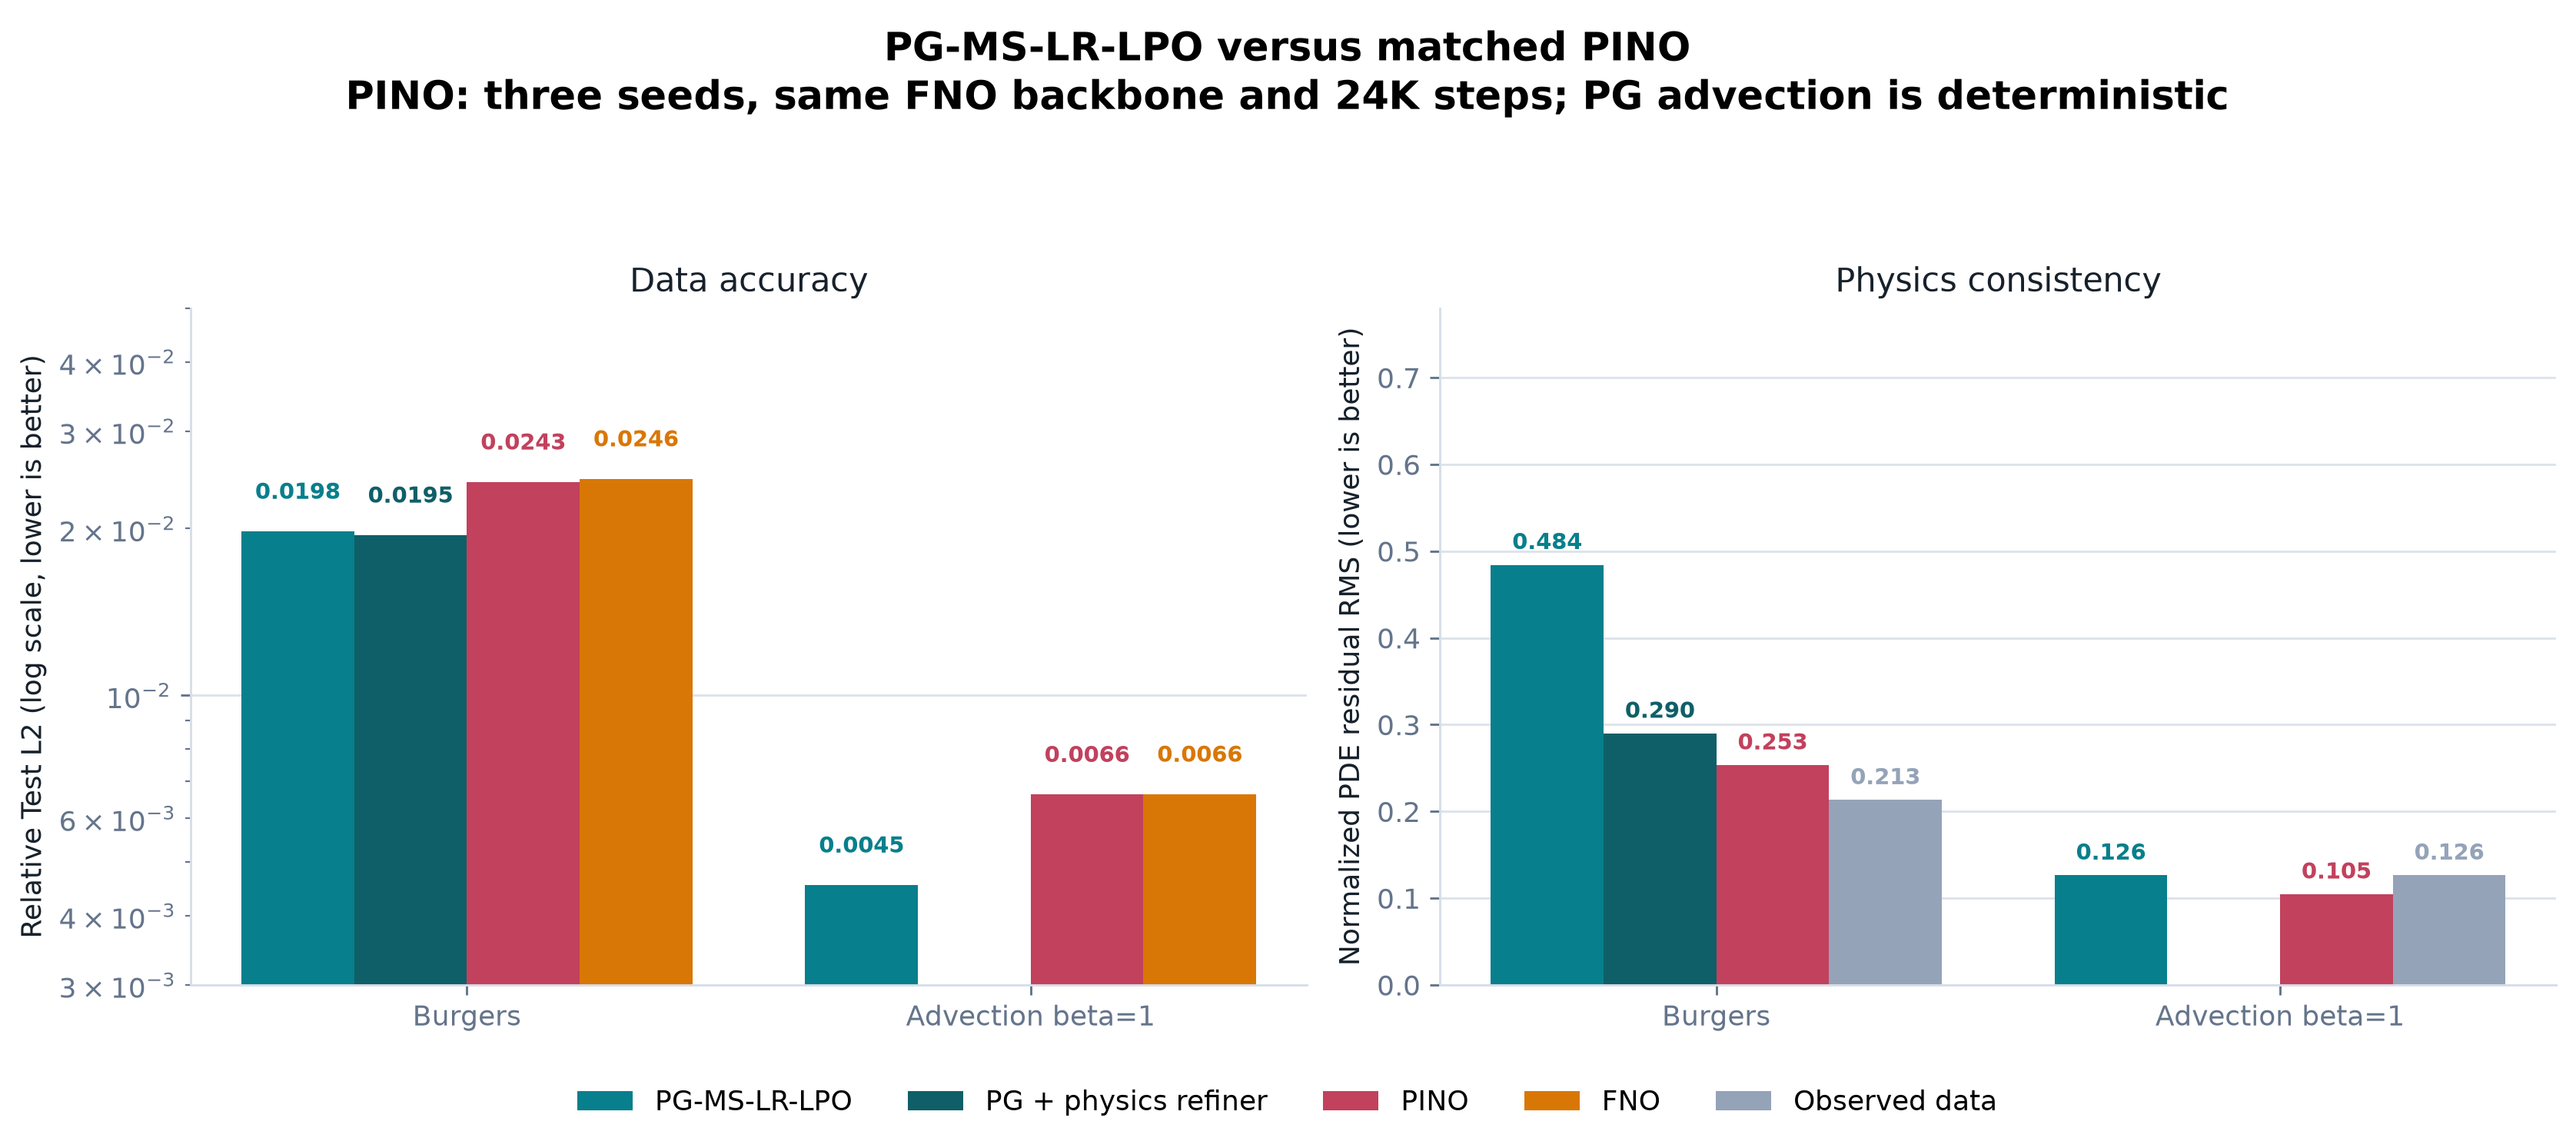 PG-MS-LR-LPO versus matched PINO
PINO: three seeds, same FNO backbone and 24K steps; PG advection is deterministic
Data accuracy
Relative Test L2 (log scale, lower is better)
4 × 10⁻²
3 × 10⁻²
2 × 10⁻²
10⁻²
6 × 10⁻³
4 × 10⁻³
3 × 10⁻³
0.0198
0.0195
0.0243
0.0246
0.0045
0.0066
0.0066
Burgers
Advection beta=1
Physics consistency
Normalized PDE residual RMS (lower is better)
0.7
0.6
0.5
0.4
0.3
0.2
0.1
0.0
0.484
0.290
0.253
0.213
0.126
0.105
0.126
Burgers
Advection beta=1
PG-MS-LR-LPO
PG + physics refiner
PINO
FNO
Observed data